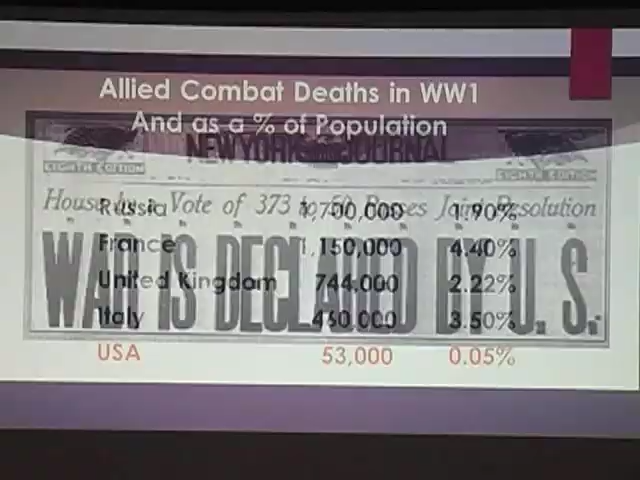 Allied Combat Deaths in WW1
And as a % of Population
NEW YORK JOURNAL
EIGHTH EDITION
EIGHTH EDITION
House by a Vote of 373 to 50 Passes Joint Resolution
WAR IS DECLARED BY U. S.
Russia 1,700,000 1.90%
France 1,150,000 4.40%
United Kingdom 744,000 2.22%
Italy 460,000 3.50%
USA 53,000 0.05%